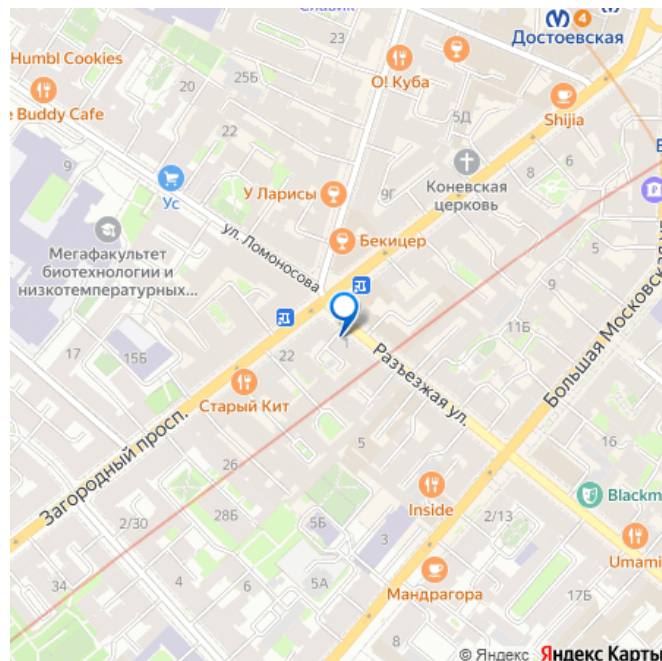 Славик
23
4
Достоевская
Humbl Cookies
О! Куба
20
25
e Buddy Cafe
Shijia
5Д
22
8
9
6
Ус
У Ларисы
9Г
Коневская
церковь
Мегафакультет
биотехнологии и
низкотемпературных...
ул. Ломоносова
Бекицер
5
Большая Московская ул.
17
15Б
22
1
11Б
Разъезжая ул.
Старый Кит
Загородный просп.
5
26
16
Inside
Blackm
28Б
2/30
5Б
3
2/13
Umami
34
4
6
5А
Мандрагора
17Б
8
© Яндекс Яндекс Карты